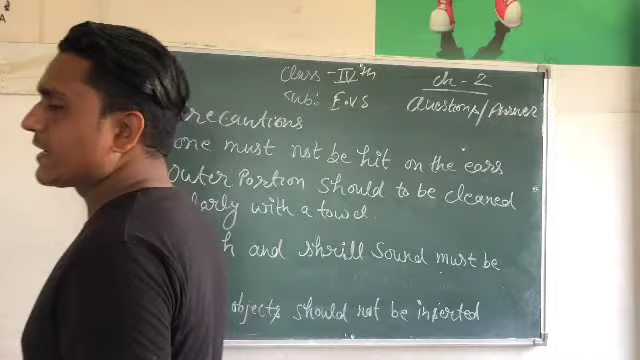 Class - IV th
Sub: E.V.S
ch - 2
Question/Answer
recautions
one must not be hit on the ears
outer Portion should to be cleaned
larly with a towel.
h and shrill Sound must be
objects should not be inserted